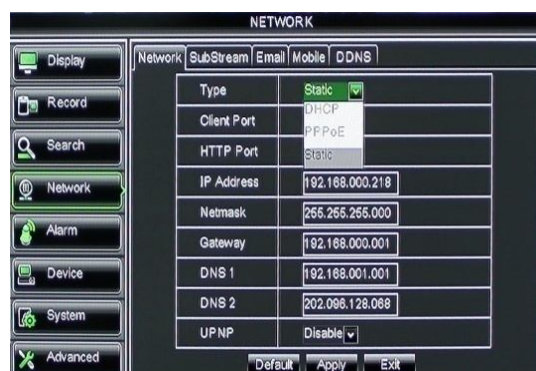 NETWORK
Display
Record
Search
Network
Alarm
Device
System
Advanced
Network SubStream Email Mobile DDNS
Type Static
DHCP
PPPoE
Static
Client Port
HTTP Port
IP Address 192.168.000.218
Netmask 255.255.255.000
Gateway 192.168.000.001
DNS 1 192.168.001.001
DNS 2 202.096.128.068
UPNP Disable
Default Apply Exit